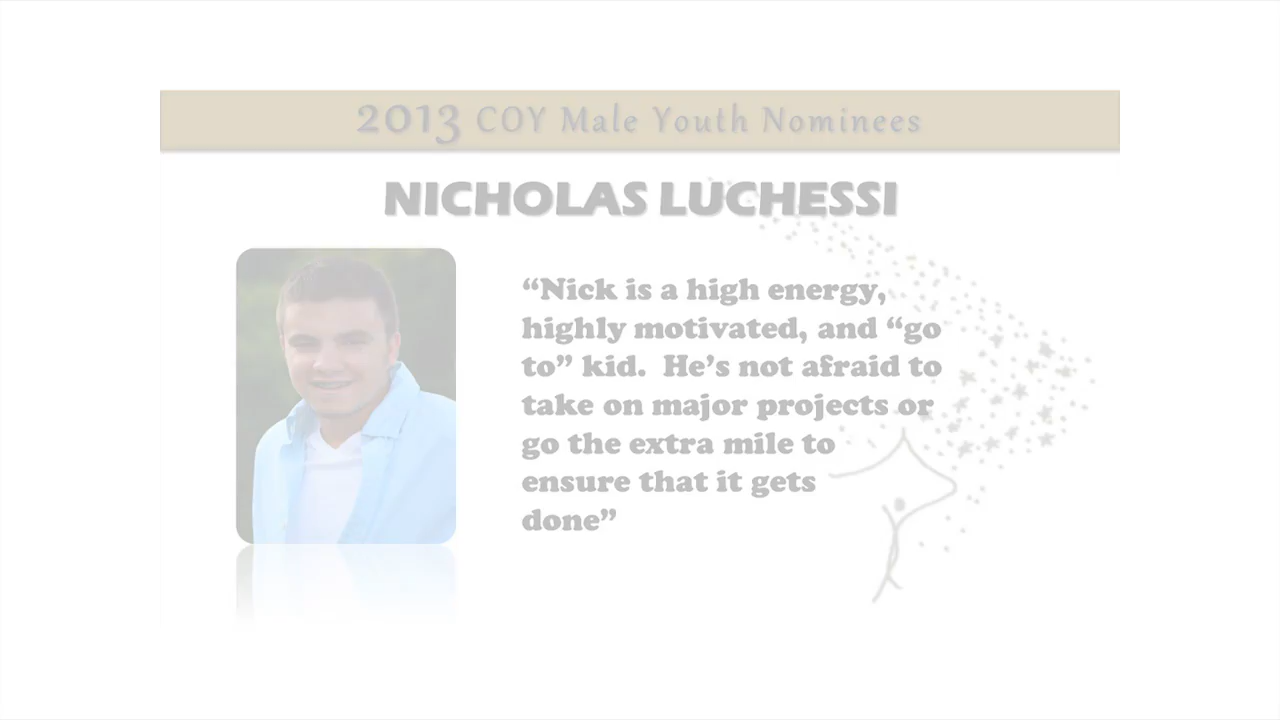 2013 COY Male Youth Nominees
NICHOLAS LUCHESSI
“Nick is a high energy,
highly motivated, and “go
to” kid.  He’s not afraid to
take on major projects or
go the extra mile to
ensure that it gets
done”